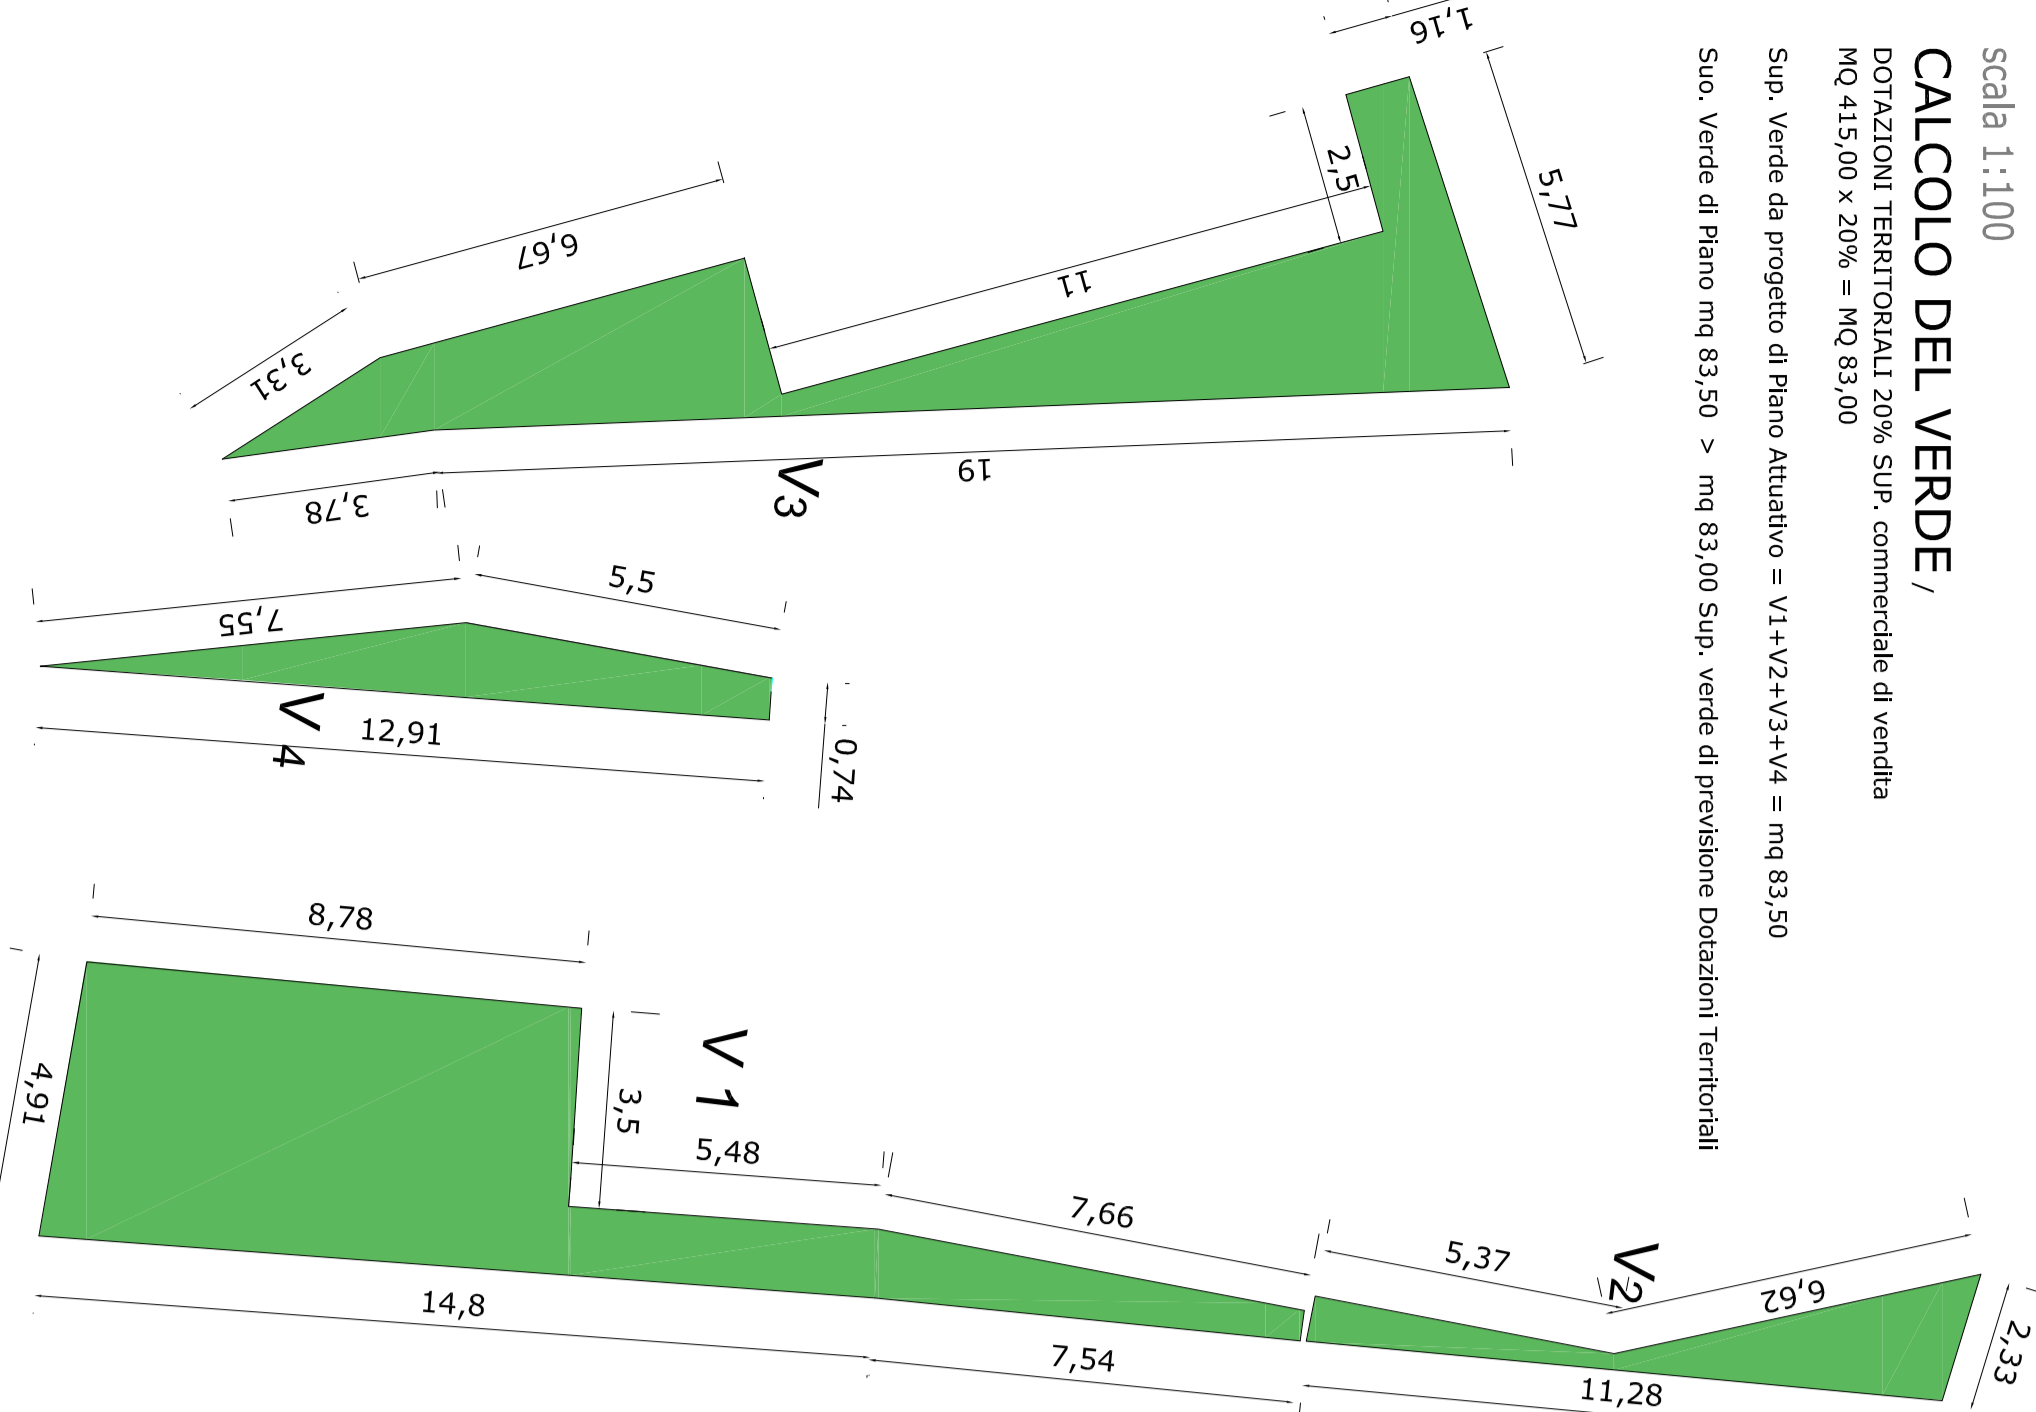 scala 1:100
CALCOLO DEL VERDE /
DOTAZIONI TERRITORIALI 20% SUP. commerciale di vendita
MQ 415,00 x 20% = MQ 83,00
Sup. Verde da progetto di Piano Attuativo = V1+V2+V3+V4 = mq 83,50
Suo. Verde di Piano mq 83,50 > mq 83,00 Sup. verde di previsione Dotazioni Territoriali
1,16
5,77
2,5
11
6,67
3,31
3,78
19
V3
7,55
5,5
12,91
0,74
V 4
8,78
4,91
3,5
V 1
5,48
7,66
14,8
7,54
5,37
V2
6,62
2,33
11,28